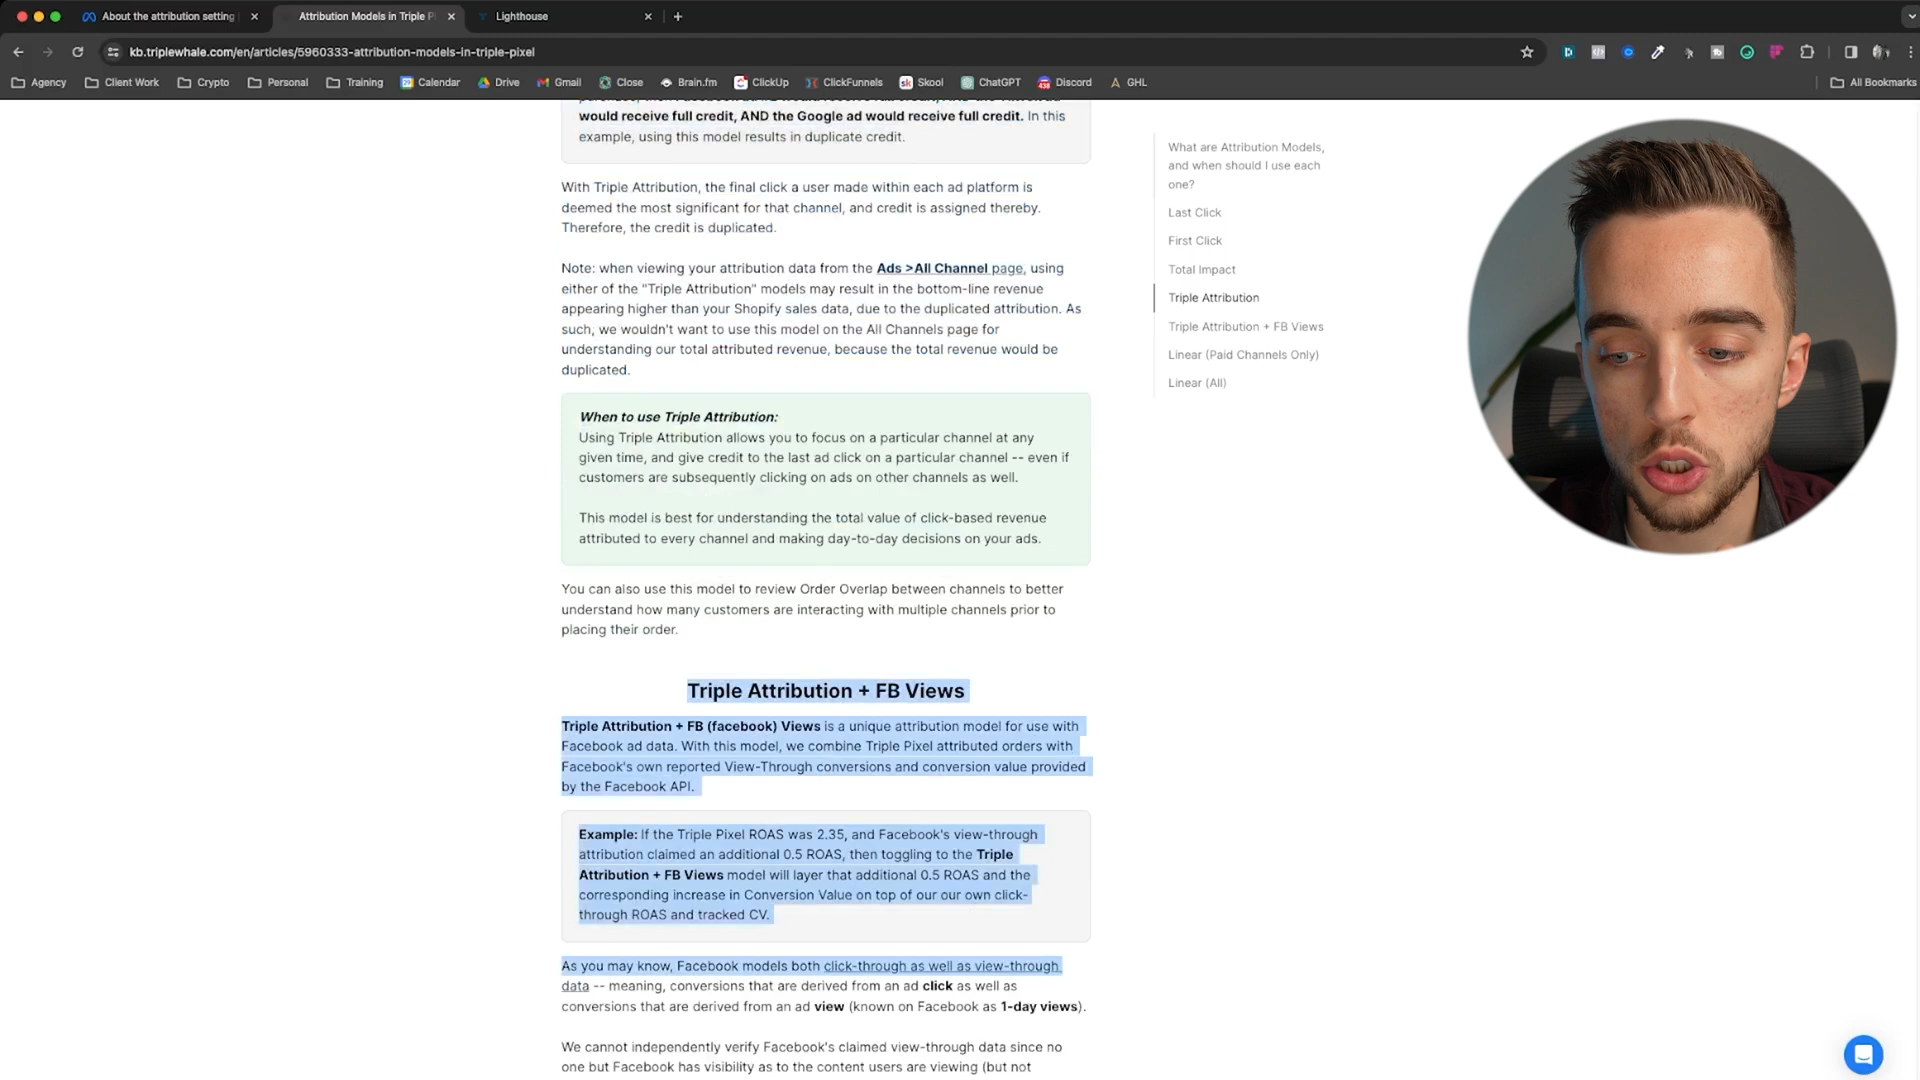 About the attribution setting
Attribution Models in Triple P
Lighthouse
kb.triplewhale.com/en/articles/5960333-attribution-models-in-triple-pixel
Agency
Client Work
Crypto
Personal
Training
Calendar
Drive
Gmail
Close
Brain.fm
ClickUp
ClickFunnels
Skool
ChatGPT
Discord
GHL
All Bookmarks
would receive full credit, AND the Google ad would receive full credit. In this
example, using this model results in duplicate credit.
With Triple Attribution, the final click a user made within each ad platform is
deemed the most significant for that channel, and credit is assigned thereby.
Therefore, the credit is duplicated.
Note: when viewing your attribution data from the Ads >All Channel page, using
either of the "Triple Attribution" models may result in the bottom-line revenue
appearing higher than your Shopify sales data, due to the duplicated attribution. As
such, we wouldn't want to use this model on the All Channels page for
understanding our total attributed revenue, because the total revenue would be
duplicated.
When to use Triple Attribution:
Using Triple Attribution allows you to focus on a particular channel at any
given time, and give credit to the last ad click on a particular channel -- even if
customers are subsequently clicking on ads on other channels as well.
This model is best for understanding the total value of click-based revenue
attributed to every channel and making day-to-day decisions on your ads.
You can also use this model to review Order Overlap between channels to better
understand how many customers are interacting with multiple channels prior to
placing their order.
Triple Attribution + FB Views
Triple Attribution + FB (facebook) Views is a unique attribution model for use with
Facebook ad data. With this model, we combine Triple Pixel attributed orders with
Facebook's own reported View-Through conversions and conversion value provided
by the Facebook API.
Example: If the Triple Pixel ROAS was 2.35, and Facebook's view-through
attribution claimed an additional 0.5 ROAS, then toggling to the Triple
Attribution + FB Views model will layer that additional 0.5 ROAS and the
corresponding increase in Conversion Value on top of our our own click-
through ROAS and tracked CV.
As you may know, Facebook models both click-through as well as view-through
data -- meaning, conversions that are derived from an ad click as well as
conversions that are derived from an ad view (known on Facebook as 1-day views).
We cannot independently verify Facebook's claimed view-through data since no
one but Facebook has visibility as to the content users are viewing (but not
What are Attribution Models,
and when should I use each
one?
Last Click
First Click
Total Impact
Triple Attribution
Triple Attribution + FB Views
Linear (Paid Channels Only)
Linear (All)